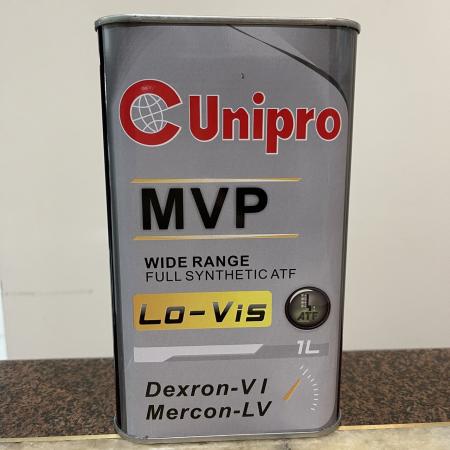 Unipro
MVP
WIDE RANGE
FULL SYNTHETIC ATF
Lo-Vis
ATF
1L
Dexron-VI
Mercon-LV